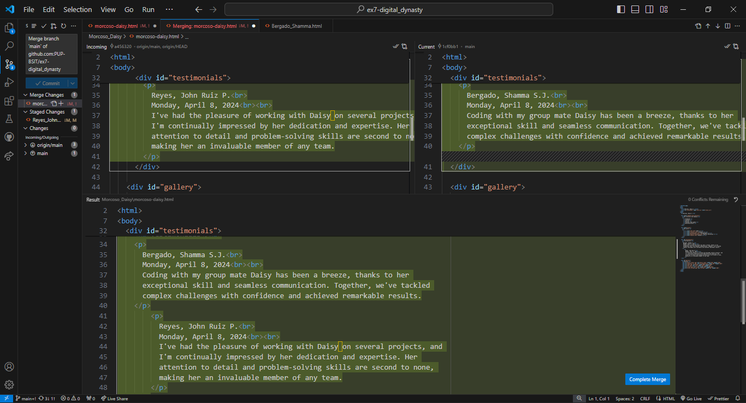 File Edit Selection View Go Run ...
ex7-digital_dynasty
morcoso-daisy.html
Merging: morcoso-daisy.html
Bergado_Shamma.html
Morcoso_Daisy > morcoso-daisy.html > ...
Merge branch
'main' of
github.com:PLP-
BSIT/ex7-
digital_dynasty
Commit
Merge Changes
morc...
Staged Changes
Reyes_John...
Changes
origin/main
main
Incoming
origin/main, origin/HEAD
2 <html>
7 <body>
32 <div id="testimonials">
34 <p>
35 Bergado, Shamma S.J.<br>
36 Monday, April 8, 2024<br><br>
37 I've had the pleasure of working with Daisy on several projects
38 I'm continually impressed by her dedication and expertise. Her
39 attention to detail and problem-solving skills are second to no
40 making her an invaluable member of any team.
41 </p>
42 </div>
43
44 <div id="gallery">
Current
main
2 <html>
7 <body>
32 <div id="testimonials">
34 <p>
35 Bergado, Shamma S.J.<br>
36 Monday, April 8, 2024<br><br>
37 Coding with my group mate Daisy has been a breeze, thanks to her
38 exceptional skill and seamless communication. Together, we've tack
39 complex challenges with confidence and achieved remarkable results
40 </p>
41 </div>
42
43 <div id="gallery">
Result Morcoso_Daisy\morcoso-daisy.html
0 Conflicts Remaining
2 <html>
7 <body>
32 <div id="testimonials">
34 <p>
35 Bergado, Shamma S.J.<br>
36 Monday, April 8, 2024<br><br>
37 Coding with my group mate Daisy has been a breeze, thanks to her
38 exceptional skill and seamless communication. Together, we've tackled
39 complex challenges with confidence and achieved remarkable results.
40 </p>
41 <p>
42 Reyes, John Ruiz P.<br>
43 Monday, April 8, 2024<br><br>
44 I've had the pleasure of working with Daisy on several projects, and
45 I'm continually impressed by her dedication and expertise. Her
46 attention to detail and problem-solving skills are second to none,
47 making her an invaluable member of any team.
48 </p>
Complete Merge
Live Share
Ln 1, Col 1 Spaces: 2 CRLF HTML Go Live Prettier